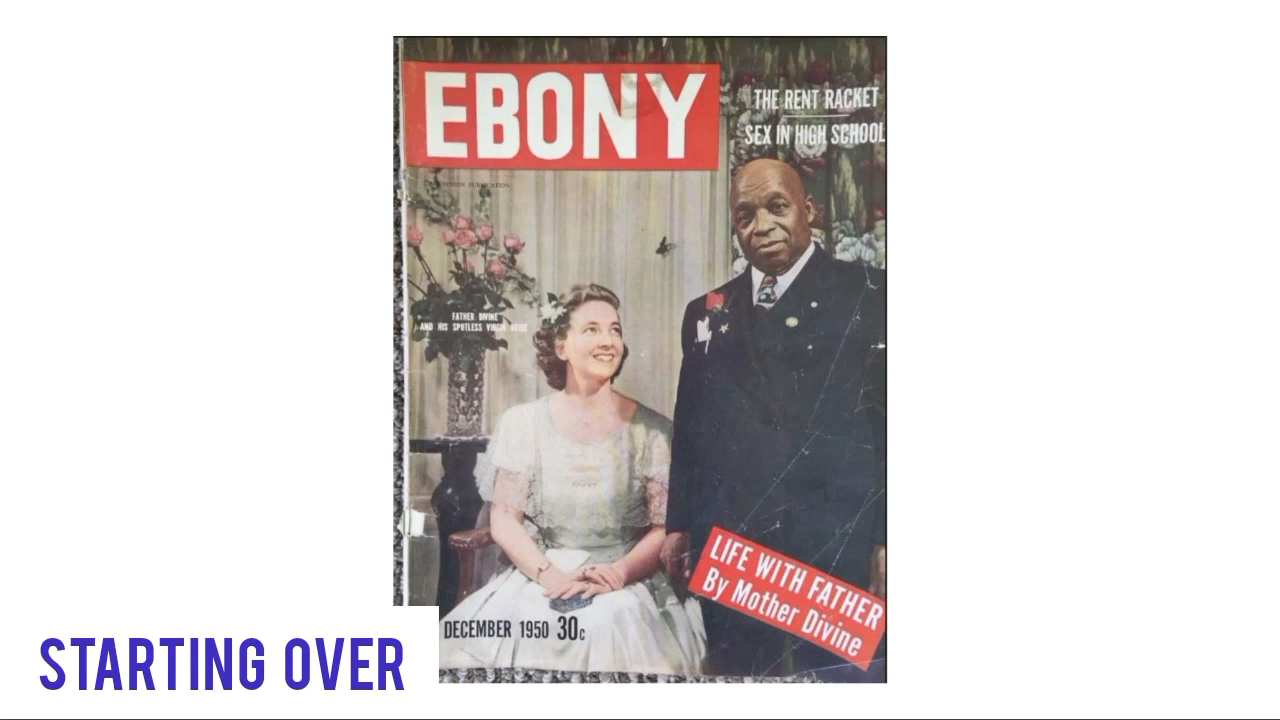 EBONY
THE RENT RACKET
SEX IN HIGH SCHOOL
FATHER DIVINE
AND HIS SPOTLESS VIRGIN BRIDE
LIFE WITH FATHER
By Mother Divine
DECEMBER 1950 30c
STARTING OVER